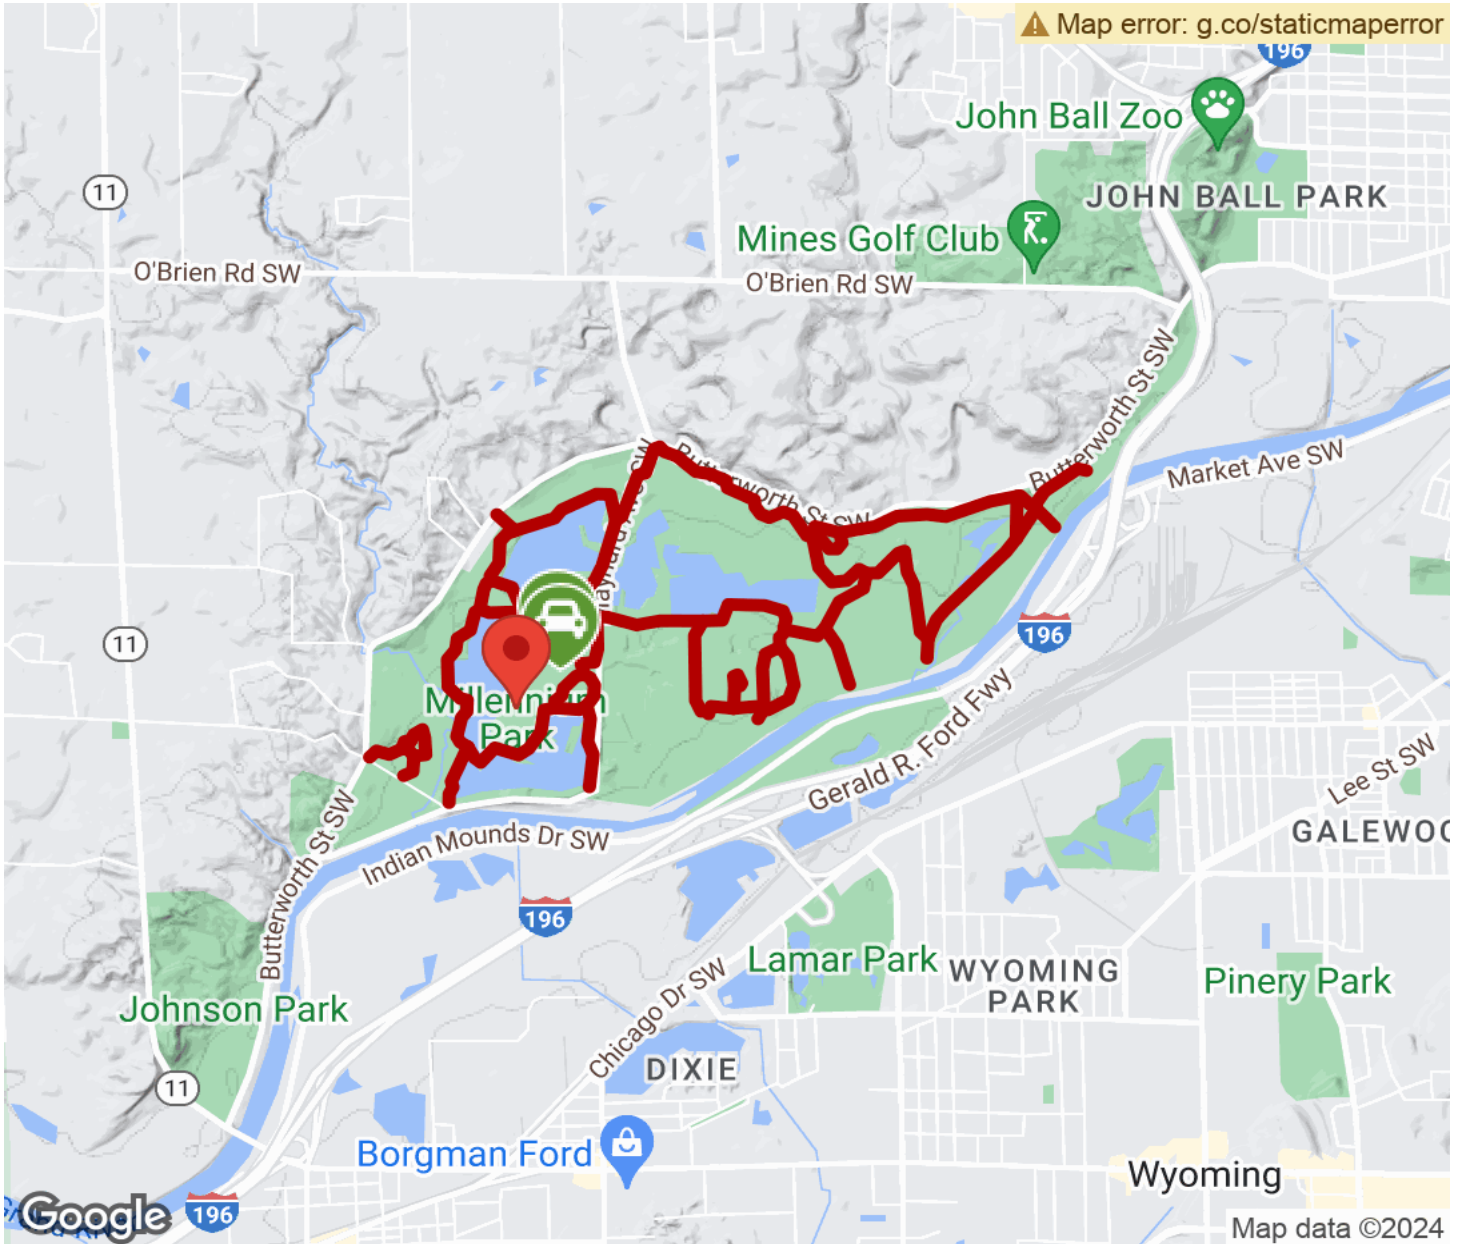 Map error: g.co/staticmaperror
196
John Ball Zoo
11
JOHN BALL PARK
Mines Golf Club
O'Brien Rd SW
O'Brien Rd SW
Butterworth St SW
Market Ave SW
Butterworth St SW
11
196
Millennium
Park
Gerald R. Ford Fwy
Lee St SW
Butterworth St SW
Indian Mounds Dr SW
GALEWOO
196
Lamar Park
WYOMING
PARK
Pinery Park
Johnson Park
Chicago Dr SW
DIXIE
11
Borgman Ford
Wyoming
Google
196
Map data ©2024